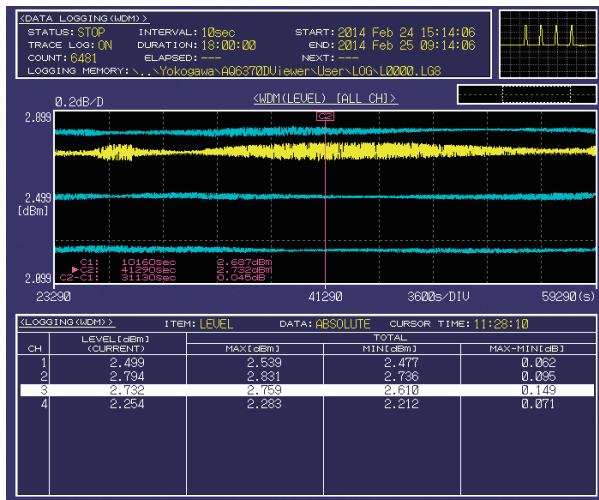 <DATA LOGGING(WDM)>
STATUS: STOP INTERVAL: 10sec START: 2014 Feb 24 15:14:06
TRACE LOG: ON DURATION: 18:00:00 END: 2014 Feb 25 09:14:06
COUNT: 6481 ELAPSED: --- NEXT: ---
LOGGING MEMORY: \...\Yokogawa\AQ6370DViewer\User\LOG\L0000.LG8
0.2dB/D <WDM(LEVEL) [ALL CH]>
2.899 C2
2.499
[dBm]
C1: 10160sec 2.687dBm
▶C2: 41290sec 2.732dBm
2.099 C2-C1: 31130sec 0.045dB
23290 41290 3600s/DIV 59290(s)
<LOGGING(WDM)> ITEM: LEVEL DATA: ABSOLUTE CURSOR TIME: 11:28:10
LEVEL[dBm] TOTAL
CH (CURRENT) MAX[dBm] MIN[dBm] MAX-MIN[dB]
1 2.499 2.539 2.477 0.062
2 2.794 2.831 2.736 0.095
3 2.732 2.759 2.610 0.149
4 2.254 2.283 2.212 0.071